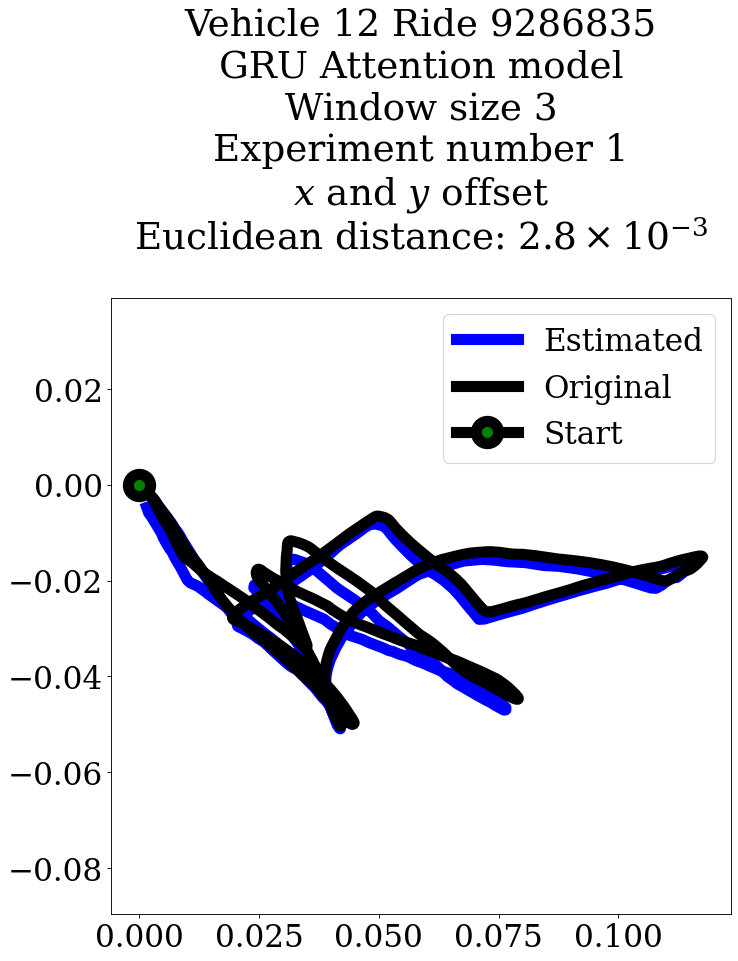 Vehicle 12 Ride 9286835
GRU Attention model
Window size 3
Experiment number 1
x and y offset
Euclidean distance: 2.8 × 10⁻³
Estimated
Original
Start
0.02
0.00
−0.02
−0.04
−0.06
−0.08
0.000 0.025 0.050 0.075 0.100